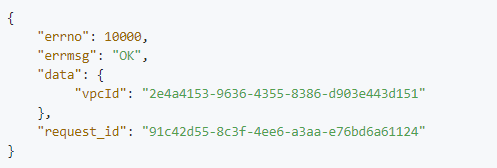 {
    "errno": 10000,
    "errmsg": "OK",
    "data": {
         "vpcId": "2e4a4153-9636-4355-8386-d903e443d151"
    },
    "request_id": "91c42d55-8c3f-4ee6-a3aa-e76bd6a61124"
}